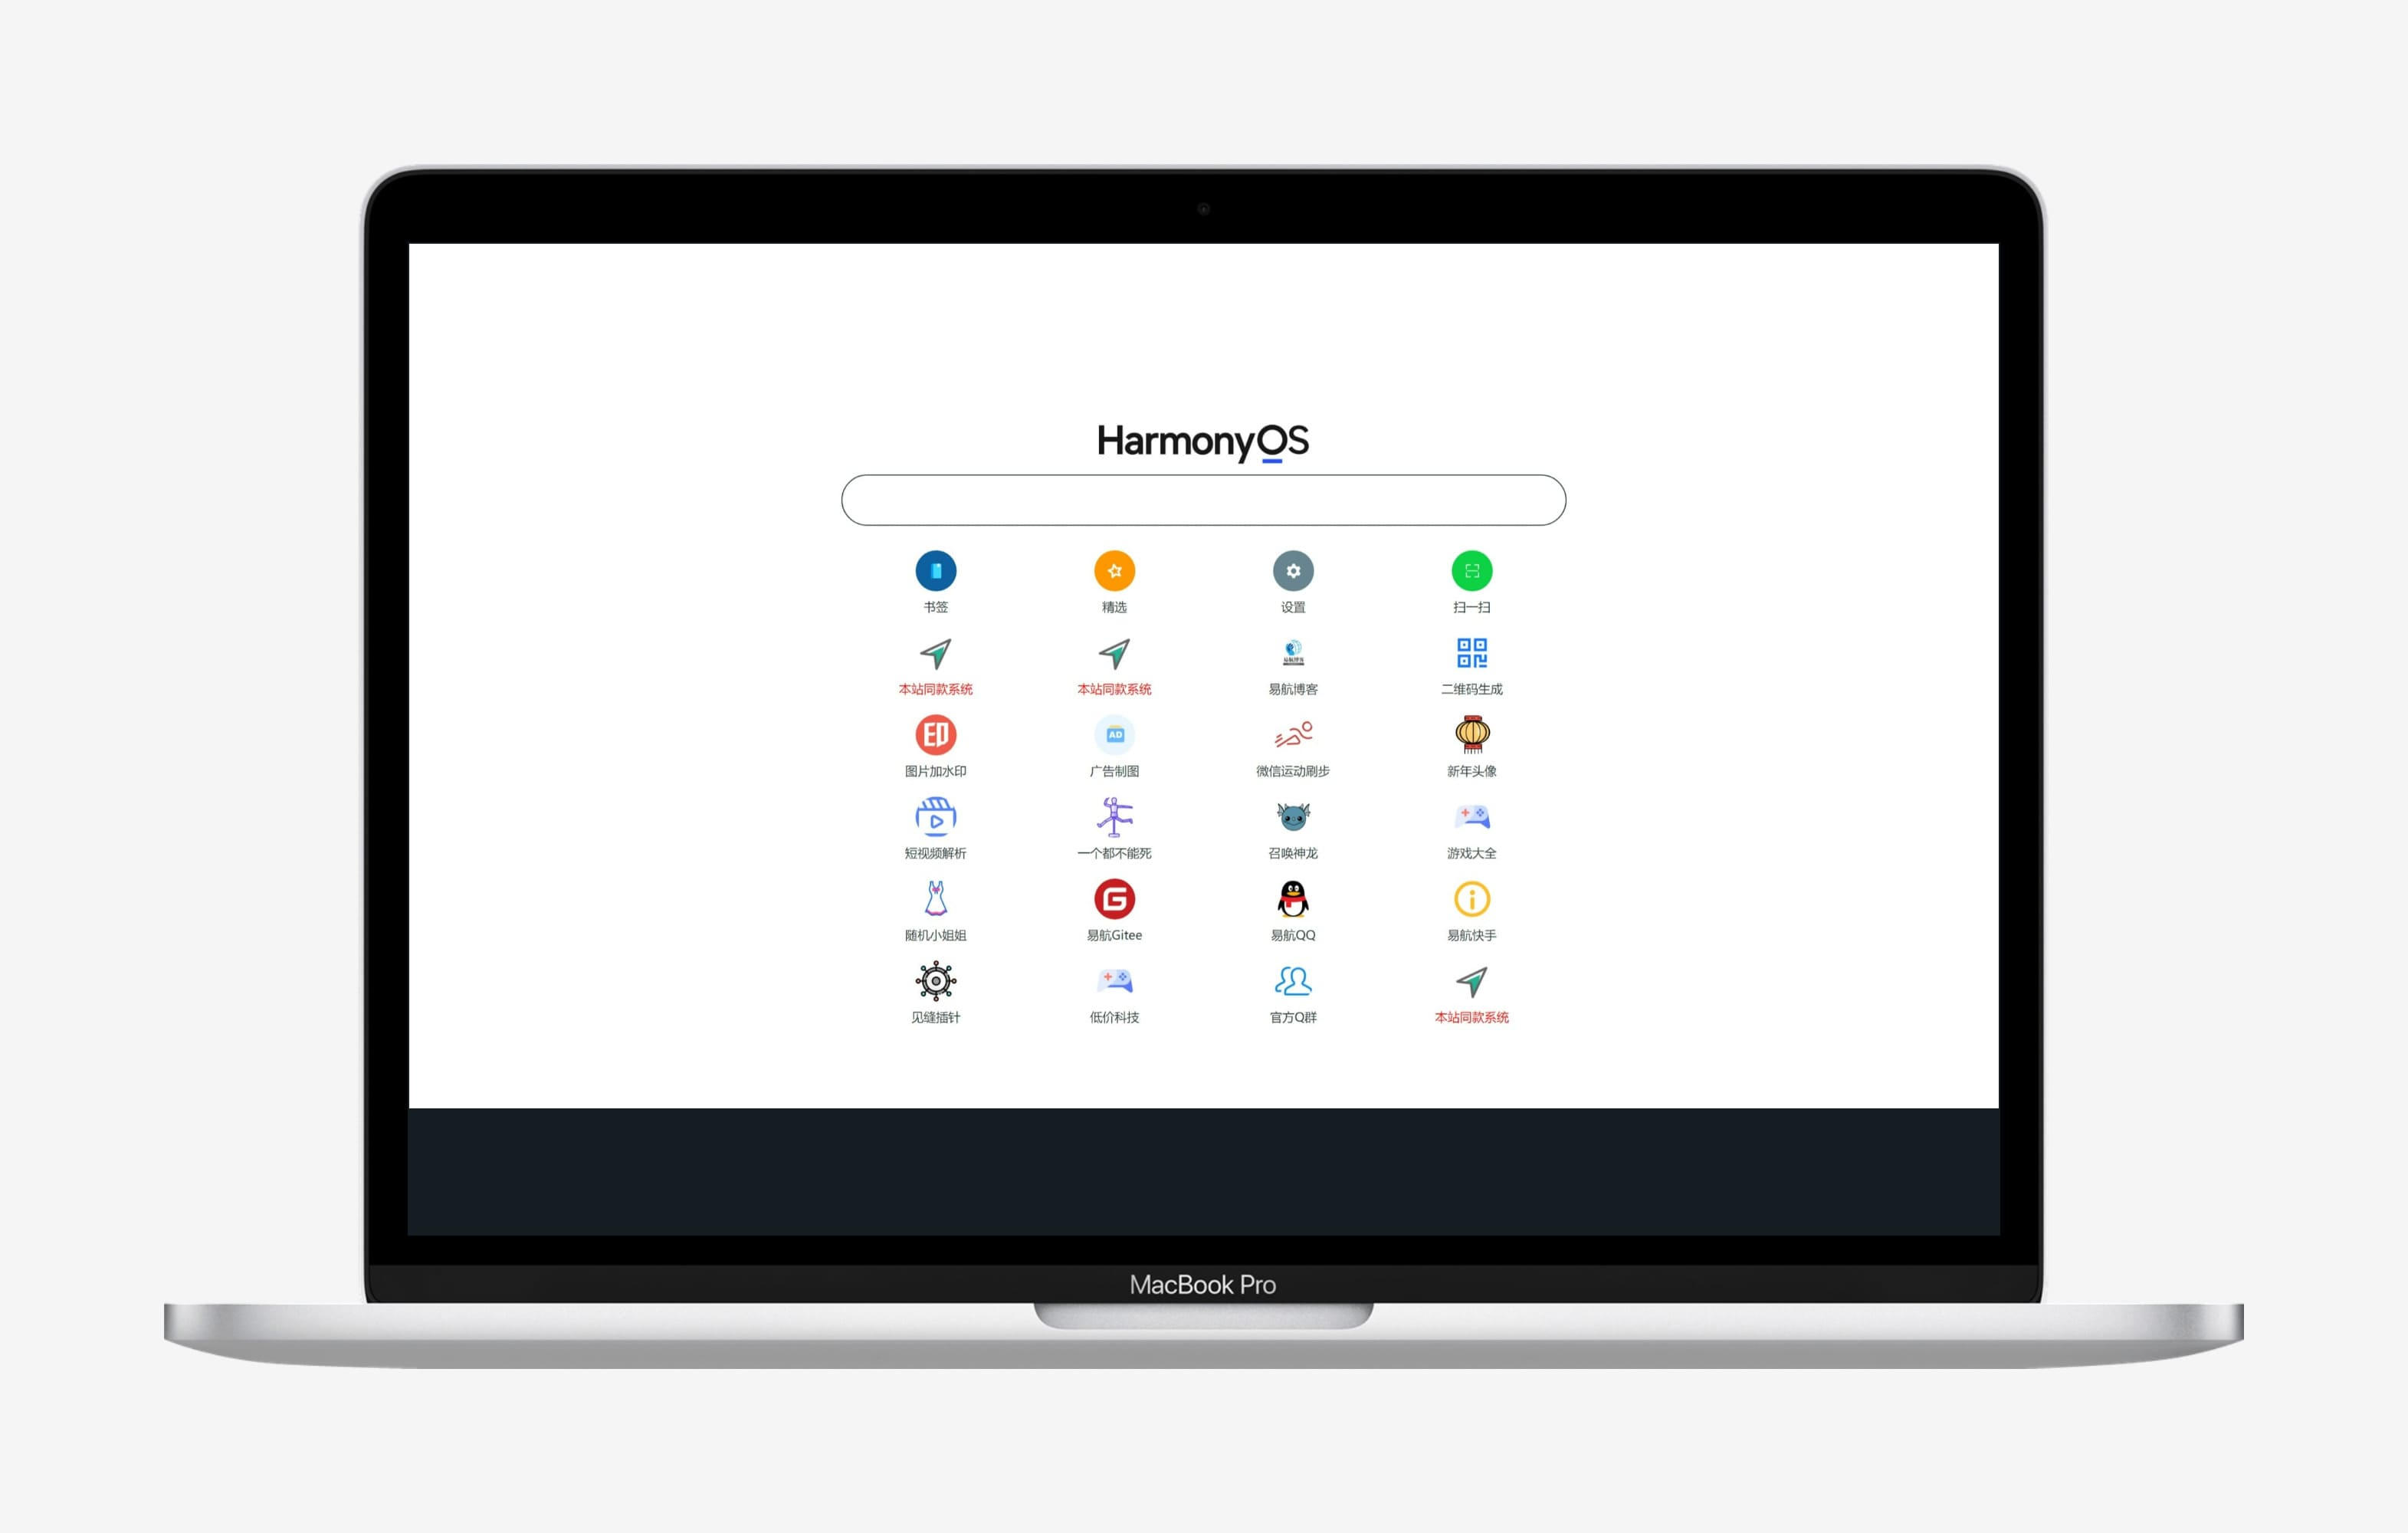 HarmonyOS
书签 精选 设置 扫一扫
本站同款系统 本站同款系统 易航博客 二维码生成
图片加水印 AD 广告制图 微信运动刷步 新年头像
短视频解析 一个都不能死 召唤神龙 游戏大全
随机小姐姐 易航Gitee 易航QQ 易航快手
见缝插针 低价科技 官方Q群 本站同款系统
MacBook Pro